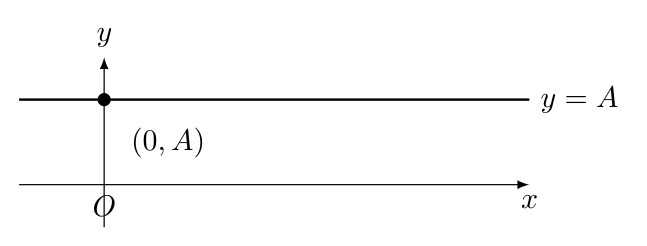 y
y = A
(0, A)
O
x